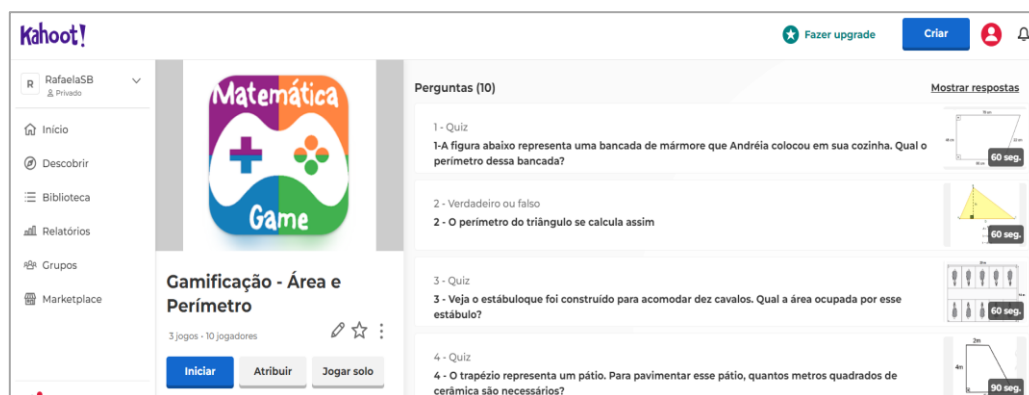 Kahoot!
Fazer upgrade
Criar
R
RafaelaSB
Privado
Início
Descobrir
Biblioteca
Relatórios
Grupos
Marketplace
Matemática
Game
Gamificação - Área e
Perímetro
3 jogos · 10 jogadores
Iniciar
Atribuir
Jogar solo
Perguntas (10)
Mostrar respostas
1 - Quiz
1-A figura abaixo representa uma bancada de mármore que Andréia colocou em sua cozinha. Qual o
perímetro dessa bancada?
60 seg.
2 - Verdadeiro ou falso
2 - O perímetro do triângulo se calcula assim
60 seg.
3 - Quiz
3 - Veja o estábuloque foi construído para acomodar dez cavalos. Qual a área ocupada por esse
estábulo?
60 seg.
4 - Quiz
4 - O trapézio representa um pátio. Para pavimentar esse pátio, quantos metros quadrados de
cerâmica são necessários?
2m
4m
90 seg.